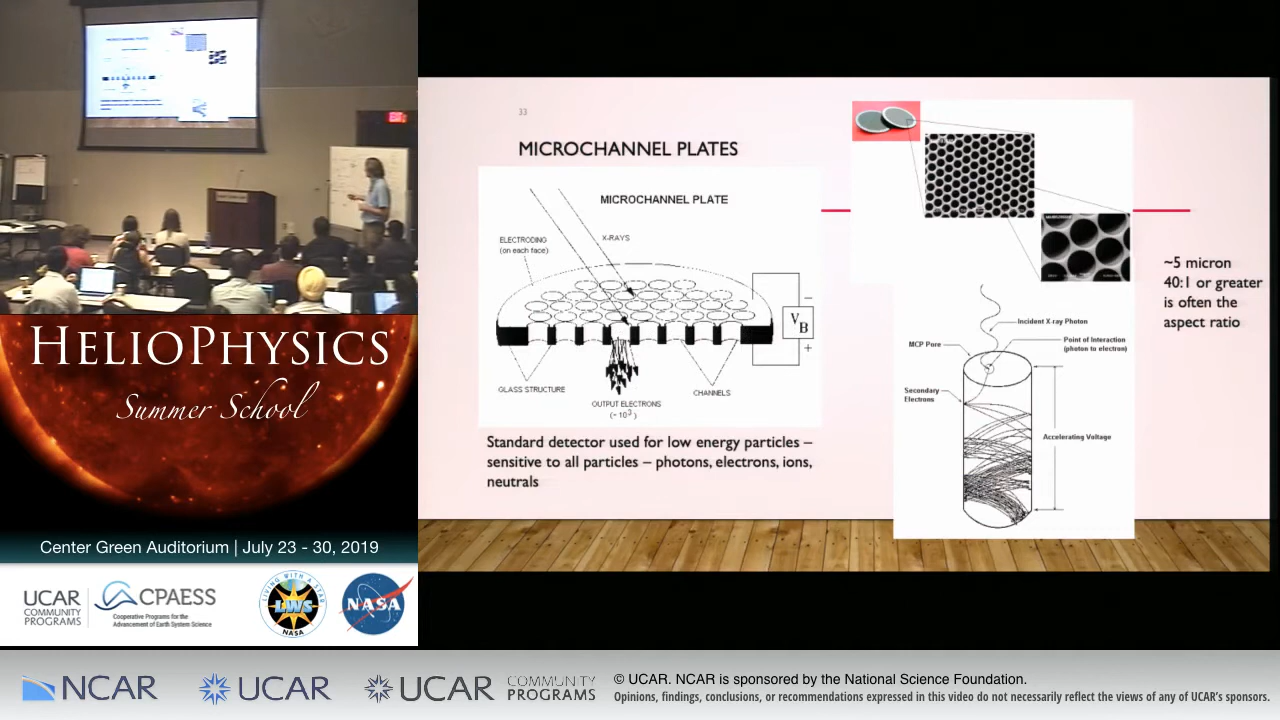 33
MICROCHANNEL PLATES
MICROCHANNEL PLATE
ELECTRODING
(on each face)
X-RAYS
V B
−
+
GLASS STRUCTURE
OUTPUT ELECTRONS
(~ 10³ )
CHANNELS
Standard detector used for low energy particles –
sensitive to all particles – photons, electrons, ions,
neutrals
Incident X-ray Photon
MCP Pore
Point of Interaction
(photon to electron)
Secondary
Electrons
Accelerating Voltage
~5 micron
40:1 or greater
is often the
aspect ratio
HELIOPHYSICS
Summer School
Center Green Auditorium | July 23 - 30, 2019
UCAR
COMMUNITY
PROGRAMS
CPAESS
Cooperative Programs for the
Advancement of Earth System Science
LIVING WITH A STAR
LWS
NASA
NASA
NCAR
UCAR
UCAR
COMMUNITY
PROGRAMS
© UCAR. NCAR is sponsored by the National Science Foundation.
Opinions, findings, conclusions, or recommendations expressed in this video do not necessarily reflect the views of any of UCAR's sponsors.